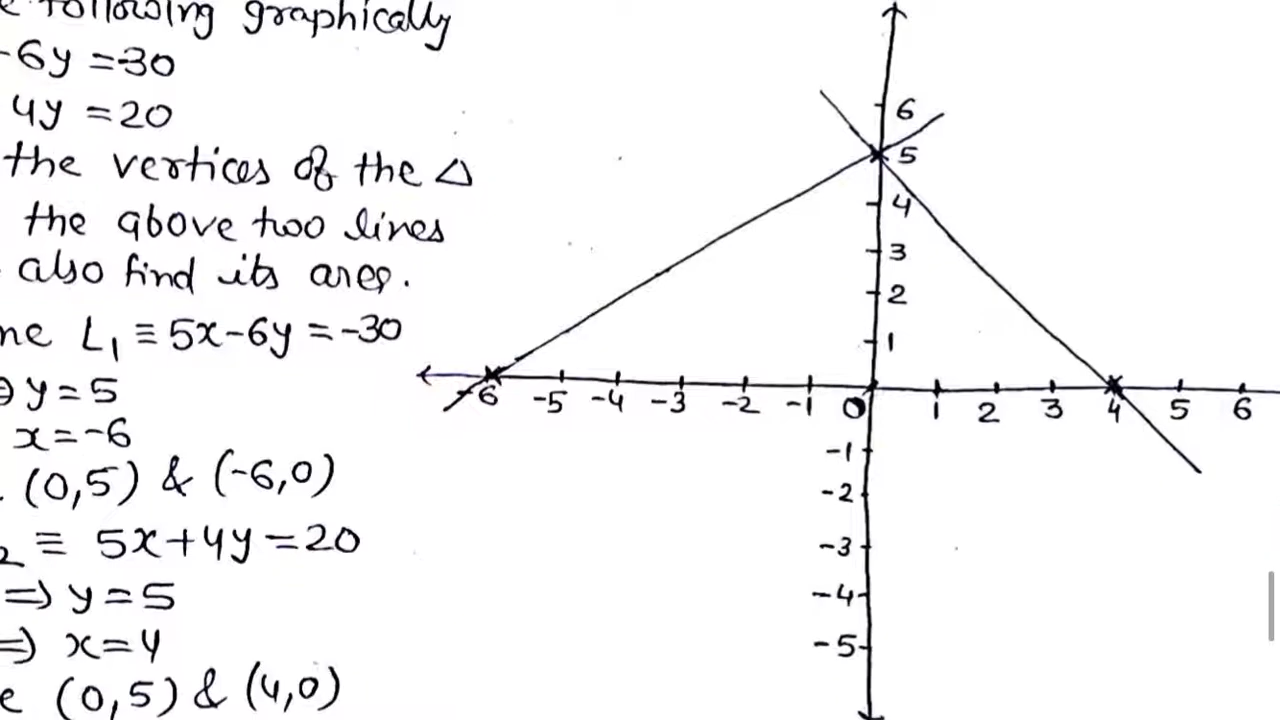 following graphically
-6y =-30
4y =20
the vertices of the △
the above two lines
also find its area.
L₁ ≡ 5x-6y =-30
⇒ y=5
x=-6
(0,5) & (-6,0)
2 ≡ 5x+4y=20
⇒ y=5
⇒ x=4
(0,5) & (4,0)
6
5
4
3
2
1
-6 -5 -4 -3 -2 -1 0 1 2 3 4 5 6
-1
-2
-3
-4
-5